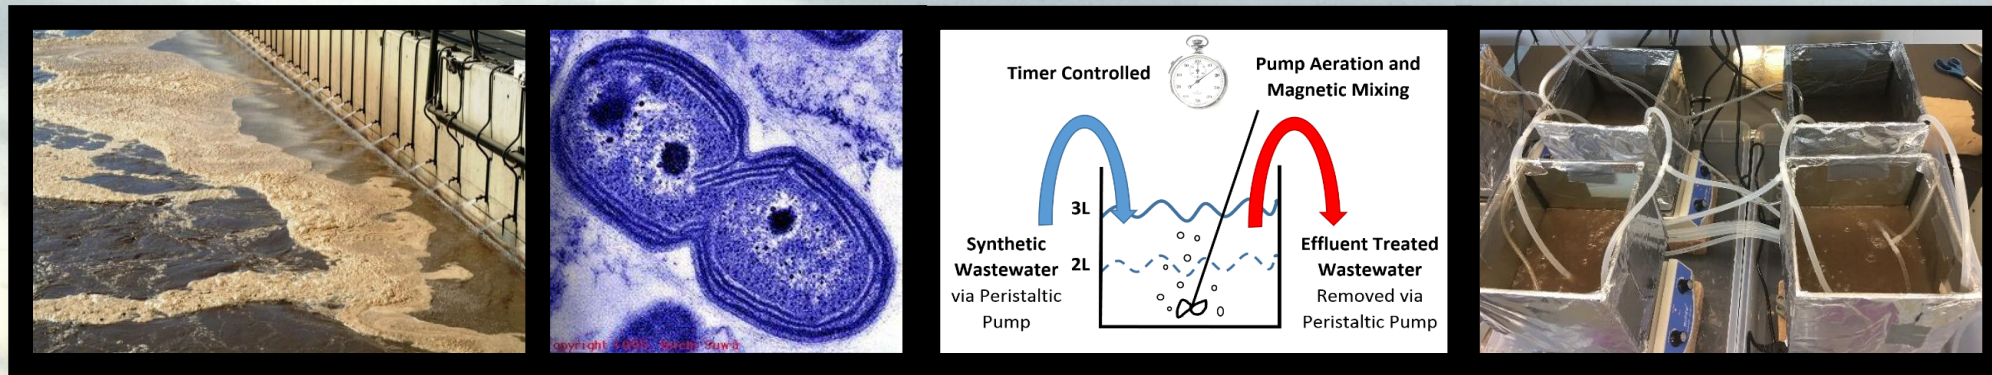 Timer Controlled
Pump Aeration and
Magnetic Mixing
3L
2L
Synthetic
Wastewater
via Peristaltic
Pump
Effluent Treated
Wastewater
Removed via
Peristaltic Pump
opyright